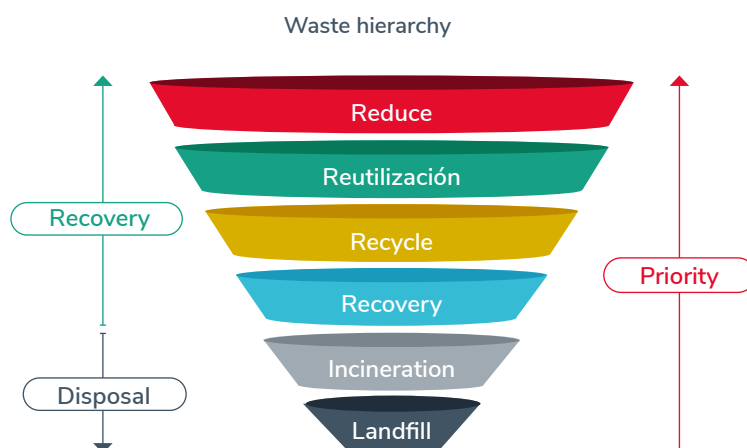 Waste hierarchy
Reduce
Reutilización
Recovery
Recycle
Priority
Recovery
Incineration
Disposal
Landfill